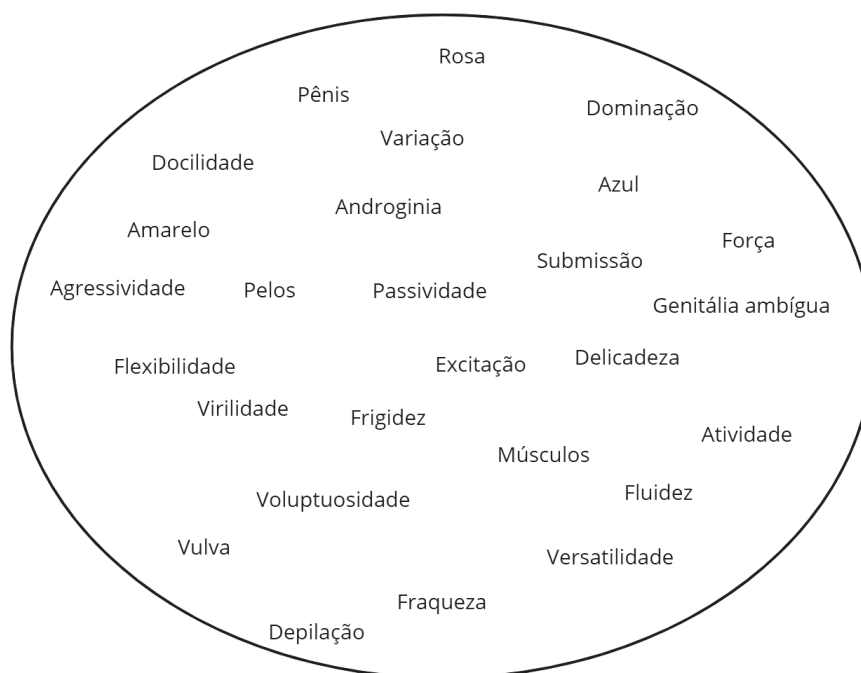 Rosa
Pênis
Dominação
Variação
Docilidade
Azul
Androginia
Amarelo
Força
Submissão
Agressividade
Pelos
Passividade
Genitália ambígua
Delicadeza
Flexibilidade
Excitação
Virilidade
Frigidez
Atividade
Músculos
Fluidez
Voluptuosidade
Vulva
Versatilidade
Fraqueza
Depilação